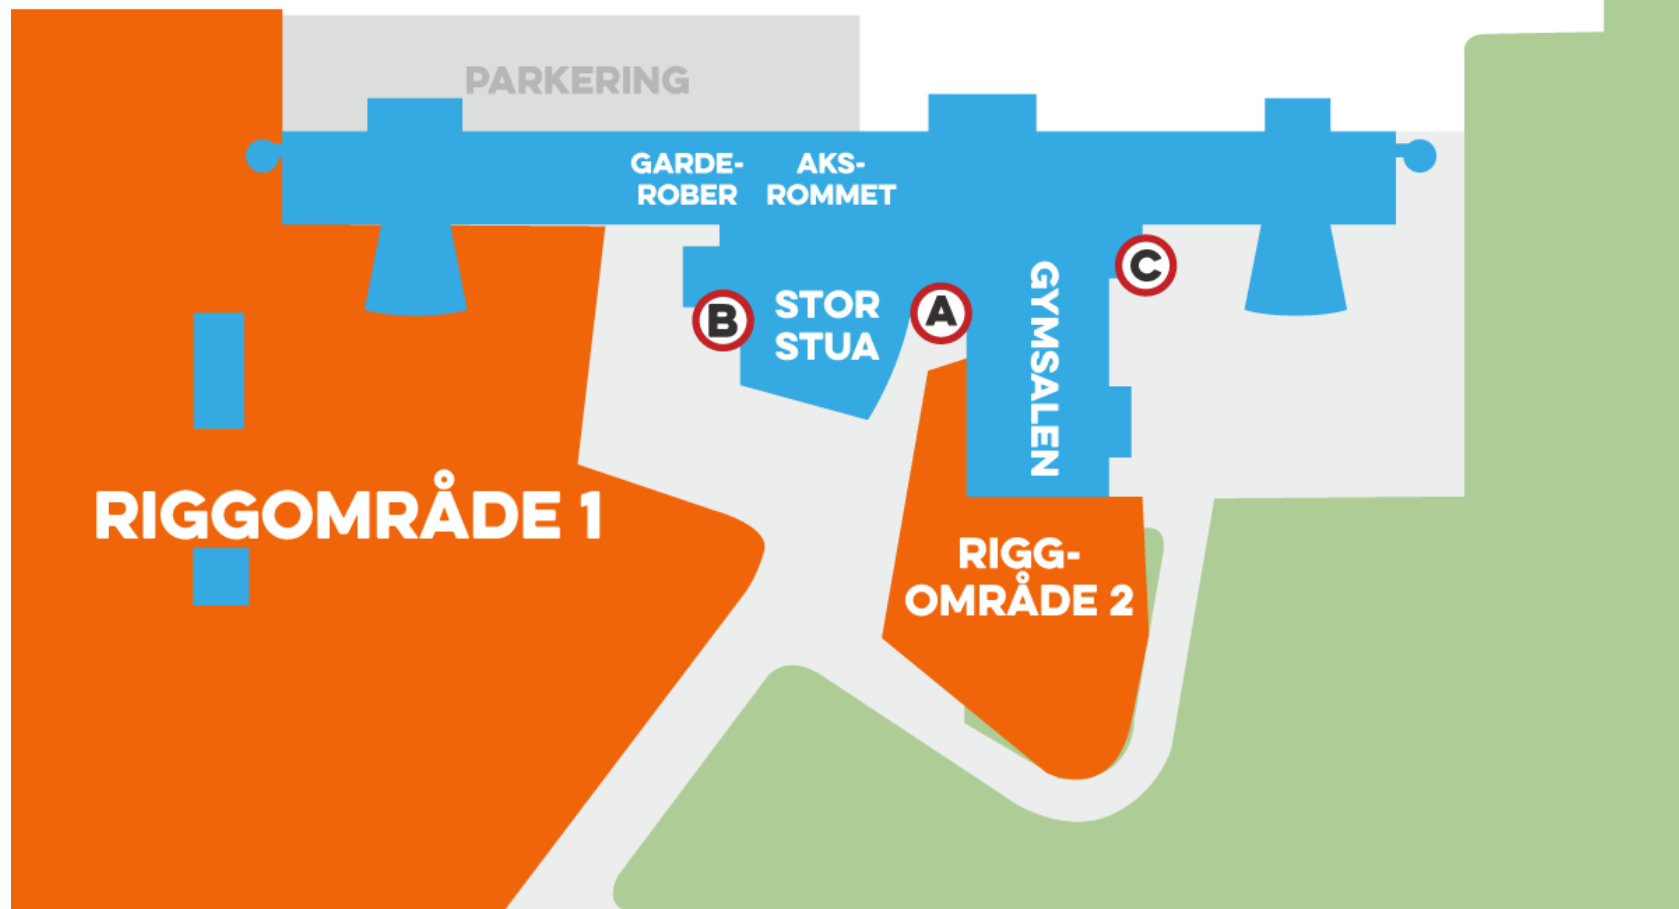 PARKERING
GARDE-
ROBER
AKS-
ROMMET
C
GYMSALEN
A
B
STOR
STUA
RIGGOMRÅDE 1
RIGG-
OMRÅDE 2